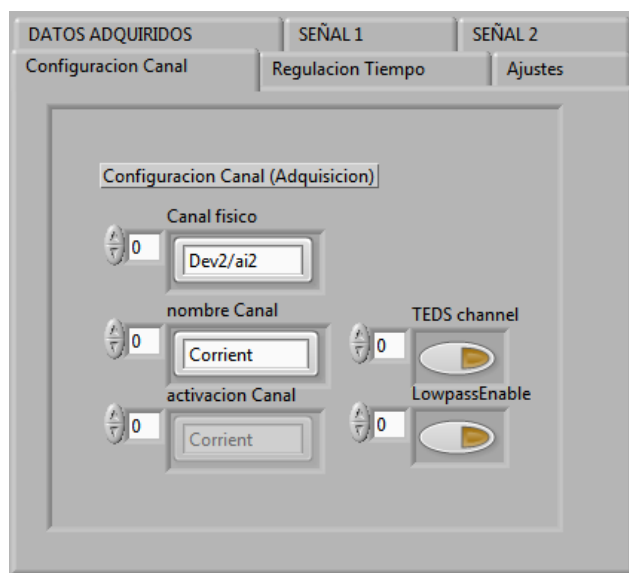 DATOS ADQUIRIDOS SEÑAL 1 SEÑAL 2
Configuracion Canal Regulacion Tiempo Ajustes
Configuración Canal (Adquisicion)
Canal fisico
0 Dev2/ai2
nombre Canal TEDS channel
0 Corrient 0
activacion Canal LowpassEnable
0 Corrient 0